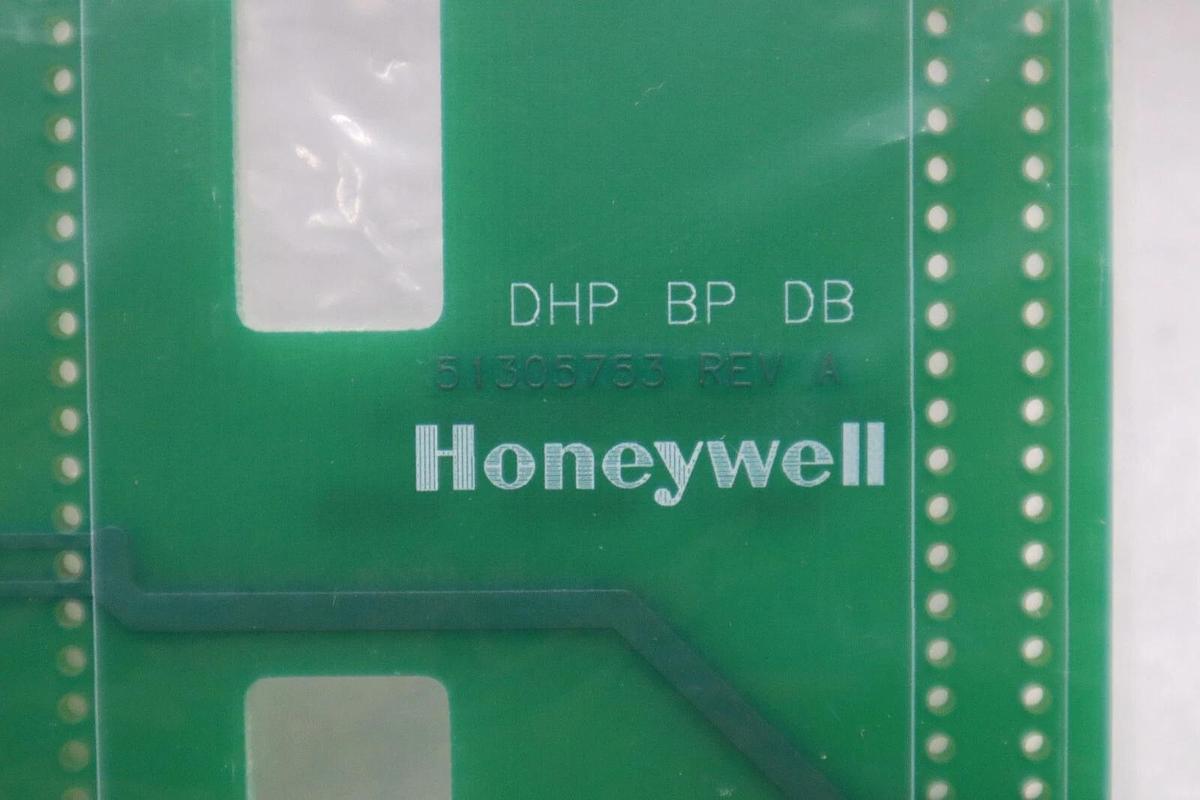 DHP BP DB
51305753 REV A
Honeywell